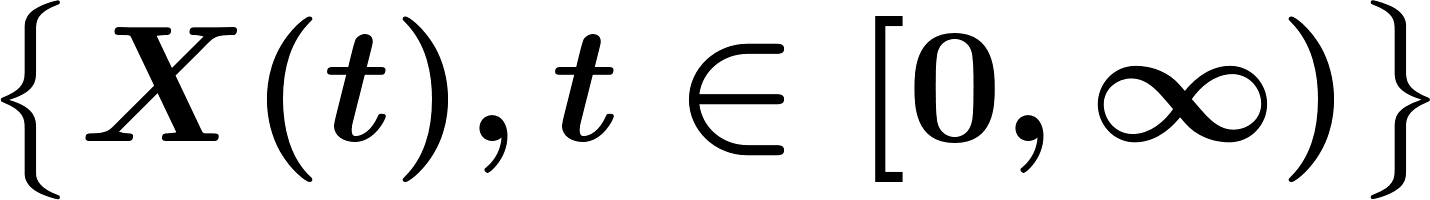 {X(t), t ∈ [0, ∞)}